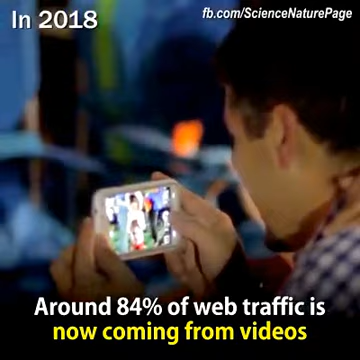 In 2018
fb.com/ScienceNaturePage
Around 84% of web traffic is
now coming from videos